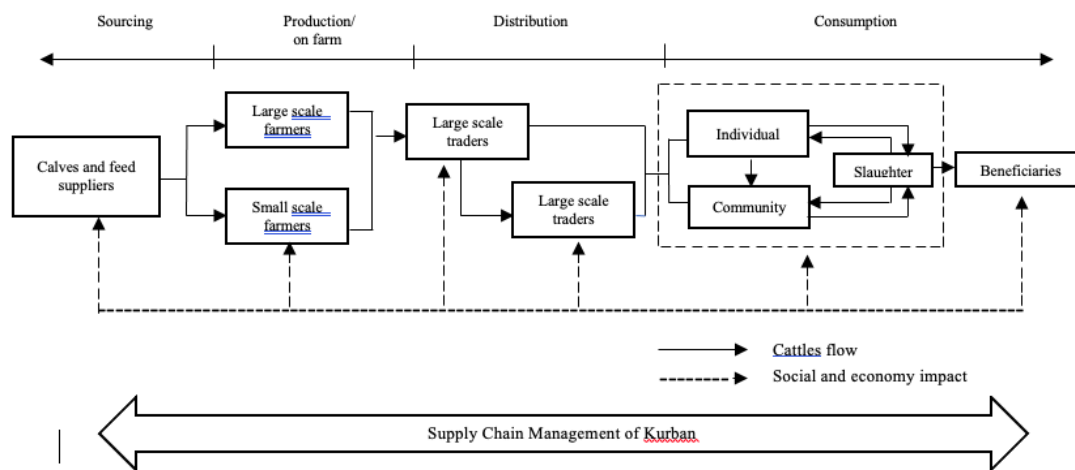 Sourcing
Production/
on farm
Distribution
Consumption
Large scale
farmers
Large scale
traders
Individual
Calves and feed
suppliers
Slaughter
Beneficiaries
Small scale
farmers
Large scale
traders
Community
Cattles flow
Social and economy impact
Supply Chain Management of Kurban